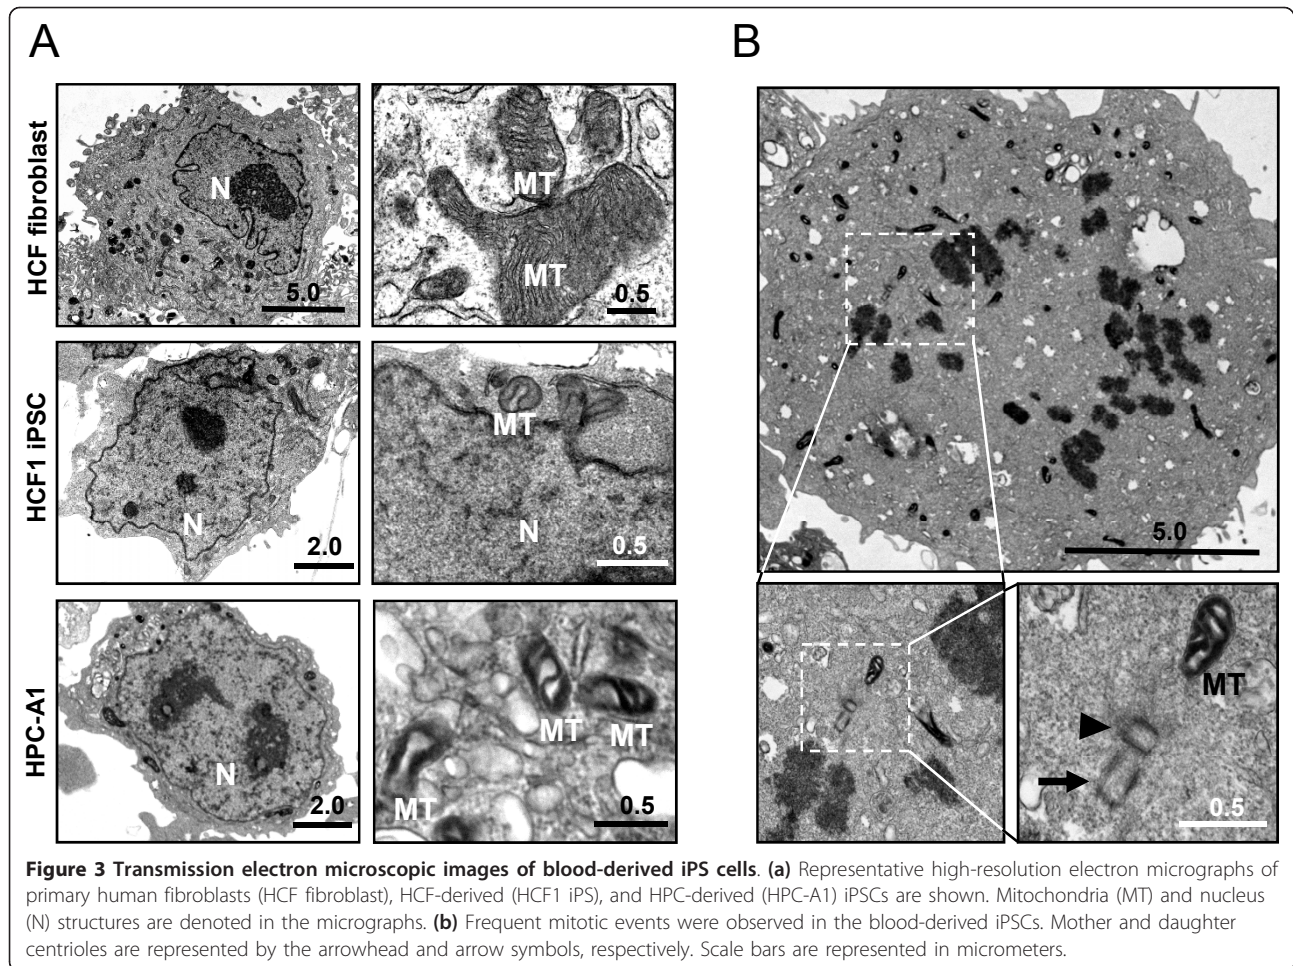 A
B
HCF fibroblast
N
5.0
MT
MT
0.5
HCF1 iPSC
N
2.0
MT
N
0.5
HPC-A1
N
2.0
MT
MT
MT
0.5
5.0
MT
0.5
Figure 3 Transmission electron microscopic images of blood-derived iPS cells. (a) Representative high-resolution electron micrographs of
primary human fibroblasts (HCF fibroblast), HCF-derived (HCF1 iPS), and HPC-derived (HPC-A1) iPSCs are shown. Mitochondria (MT) and nucleus
(N) structures are denoted in the micrographs. (b) Frequent mitotic events were observed in the blood-derived iPSCs. Mother and daughter
centrioles are represented by the arrowhead and arrow symbols, respectively. Scale bars are represented in micrometers.